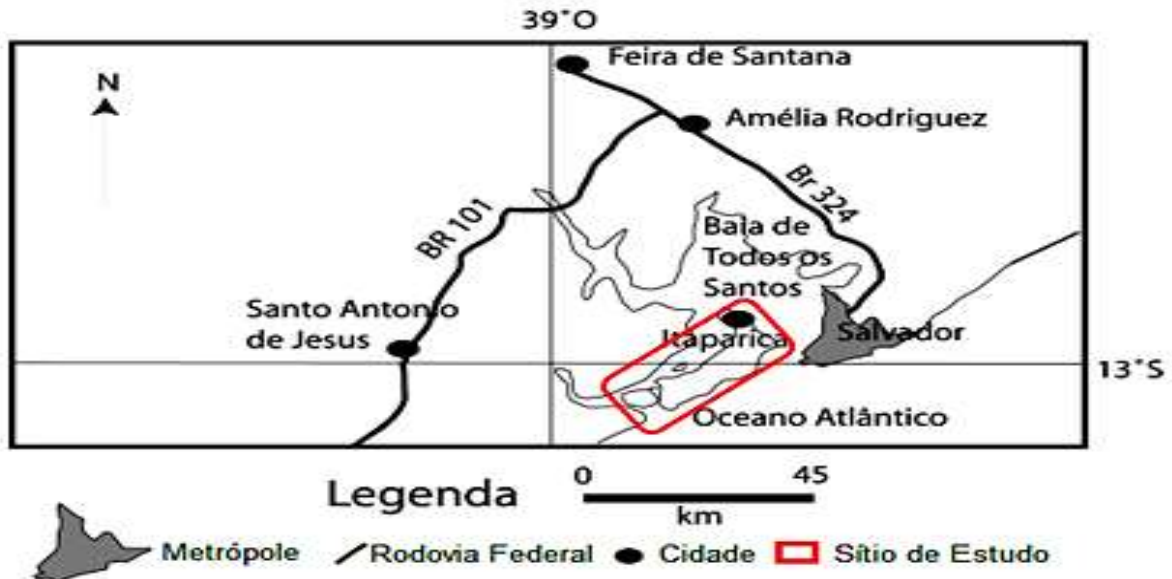 39°O
N
Feira de Santana
Amélia Rodriguez
Br 324
BR 101
Baia de
Todos os
Santos
Santo Antonio
de Jesus
Itaparica
Salvador
13°S
Oceano Atlântico
Legenda
0 45
km
Metrópole Rodovia Federal Cidade Sítio de Estudo